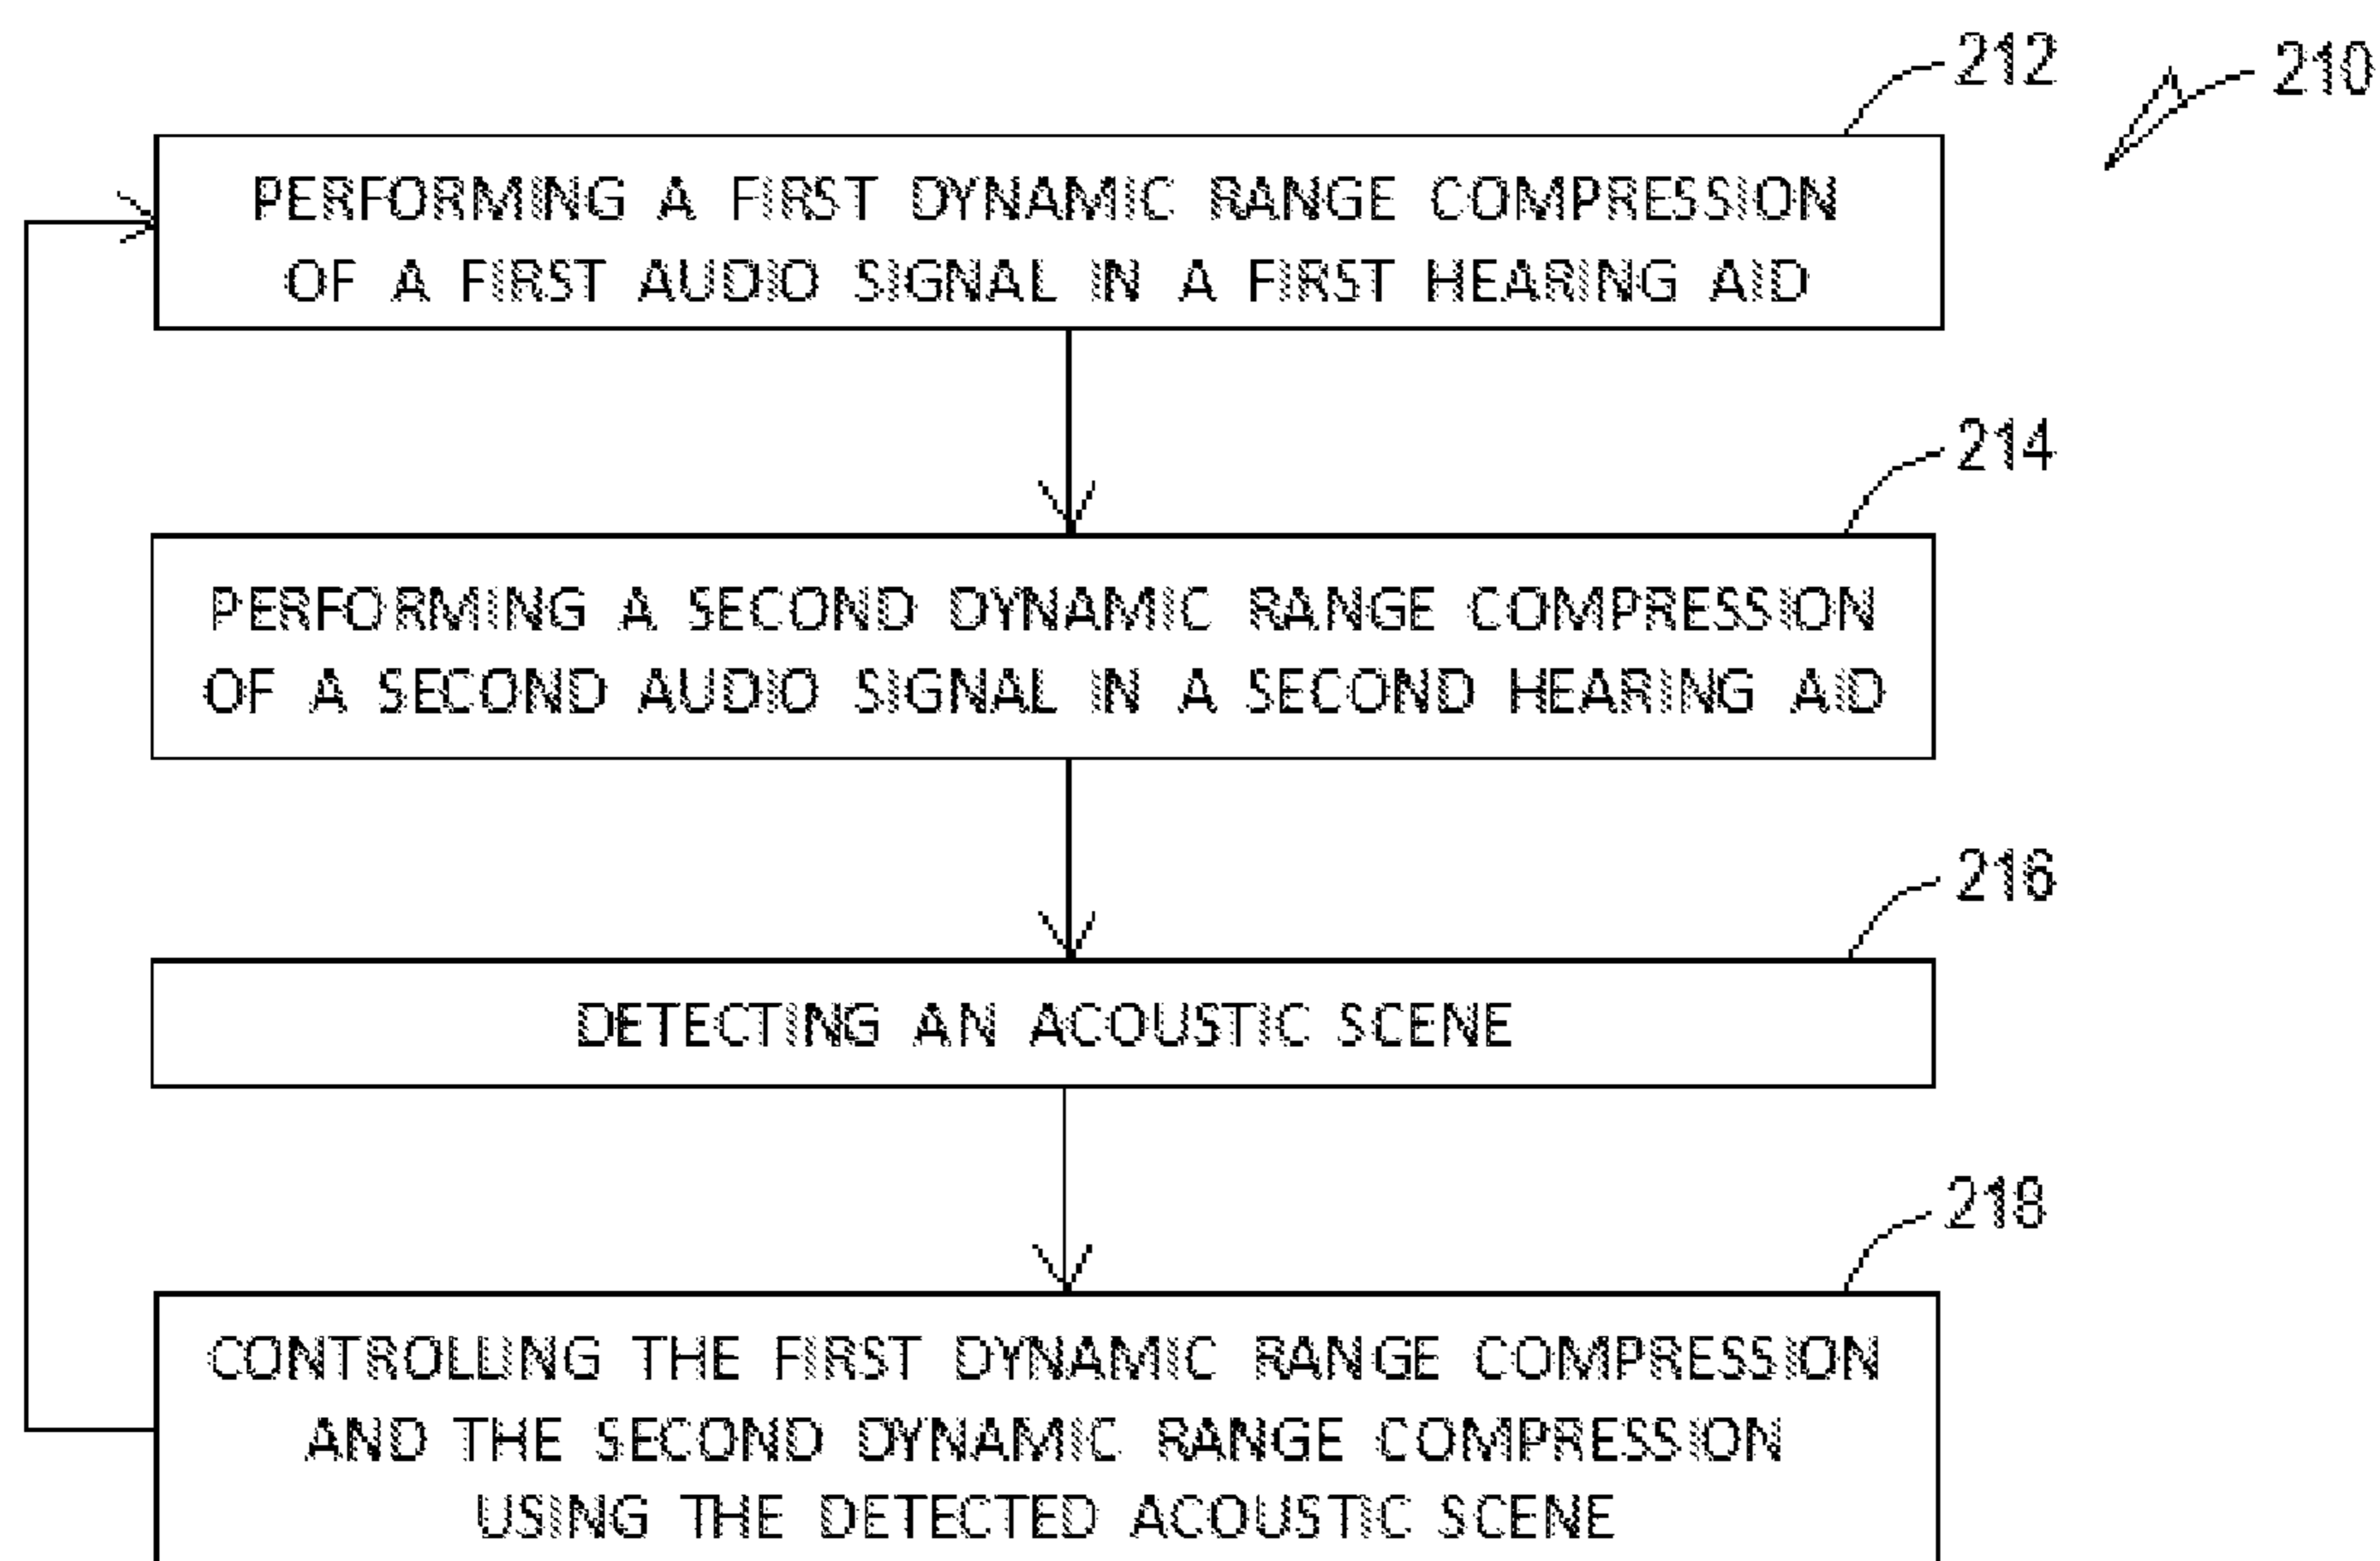 212
210
PERFORMING A FIRST DYNAMIC RANGE COMPRESSION
OF A FIRST AUDIO SIGNAL IN A FIRST HEARING AID
214
PERFORMING A SECOND DYNAMIC RANGE COMPRESSION
OF A SECOND AUDIO SIGNAL IN A SECOND HEARING AID
216
DETECTING AN ACOUSTIC SCENE
218
CONTROLLING THE FIRST DYNAMIC RANGE COMPRESSION
AND THE SECOND DYNAMIC RANGE COMPRESSION
USING THE DETECTED ACOUSTIC SCENE